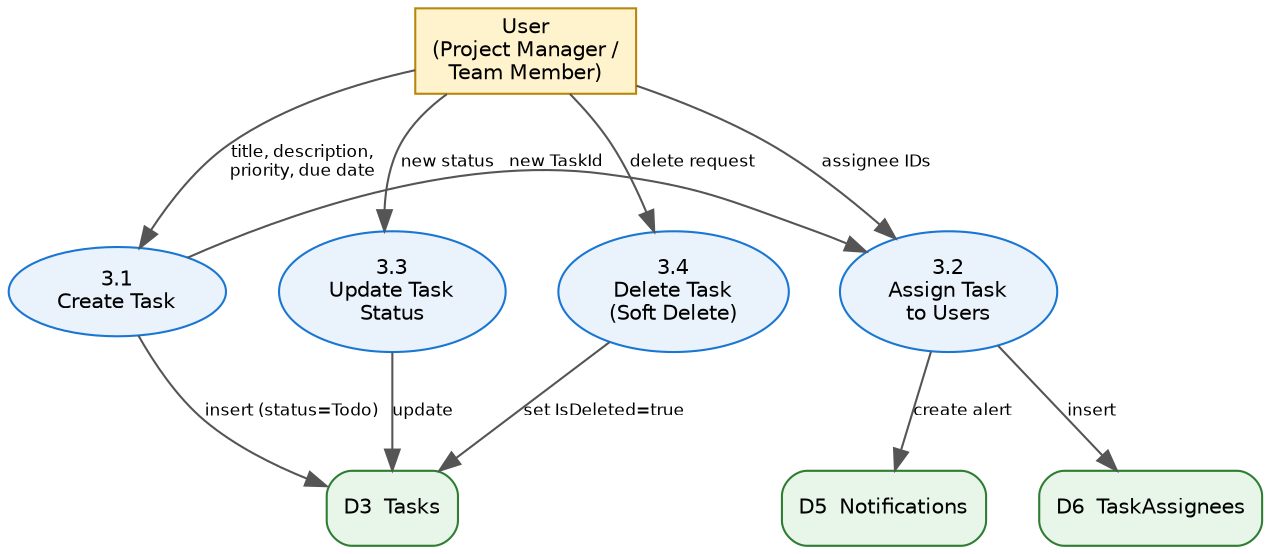 User
(Project Manager /
Team Member)
title, description,
priority, due date
new status
new TaskId
delete request
assignee IDs
3.1
Create Task
3.3
Update Task
Status
3.4
Delete Task
(Soft Delete)
3.2
Assign Task
to Users
insert (status=Todo)
update
set IsDeleted=true
create alert
insert
D3  Tasks
D5  Notifications
D6  TaskAssignees